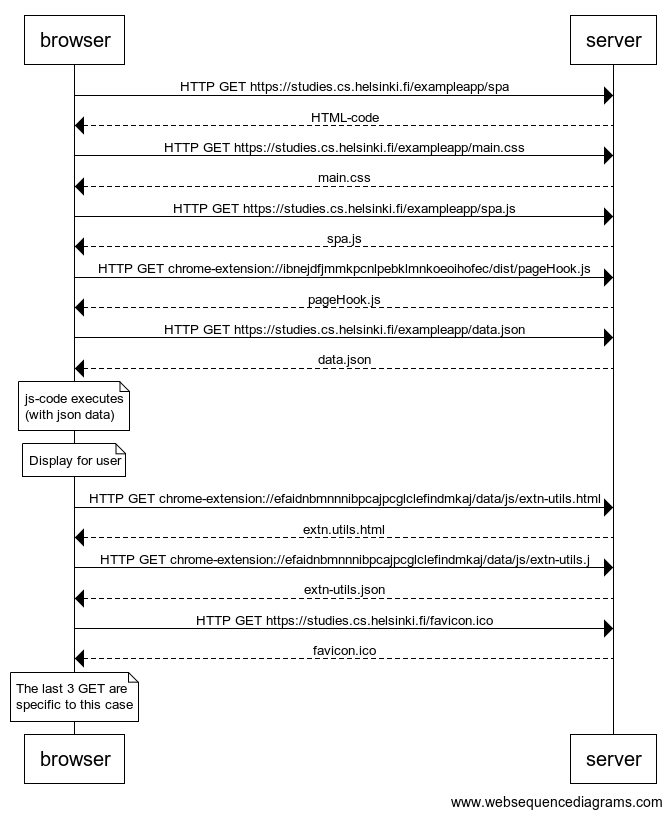 browser server
HTTP GET https://studies.cs.helsinki.fi/exampleapp/spa
HTML-code
HTTP GET https://studies.cs.helsinki.fi/exampleapp/main.css
main.css
HTTP GET https://studies.cs.helsinki.fi/exampleapp/spa.js
spa.js
HTTP GET chrome-extension://ibnejdfjmmkpcnlpebklmnkoeoihofec/dist/pageHook.js
pageHook.js
HTTP GET https://studies.cs.helsinki.fi/exampleapp/data.json
data.json
js-code executes
(with json data)
Display for user
HTTP GET chrome-extension://efaidnbmnnnibpcajpcglclefindmkaj/data/js/extn-utils.html
extn.utils.html
HTTP GET chrome-extension://efaidnbmnnnibpcajpcglclefindmkaj/data/js/extn-utils.j
extn-utils.json
HTTP GET https://studies.cs.helsinki.fi/favicon.ico
favicon.ico
The last 3 GET are
specific to this case
browser server
www.websequencediagrams.com